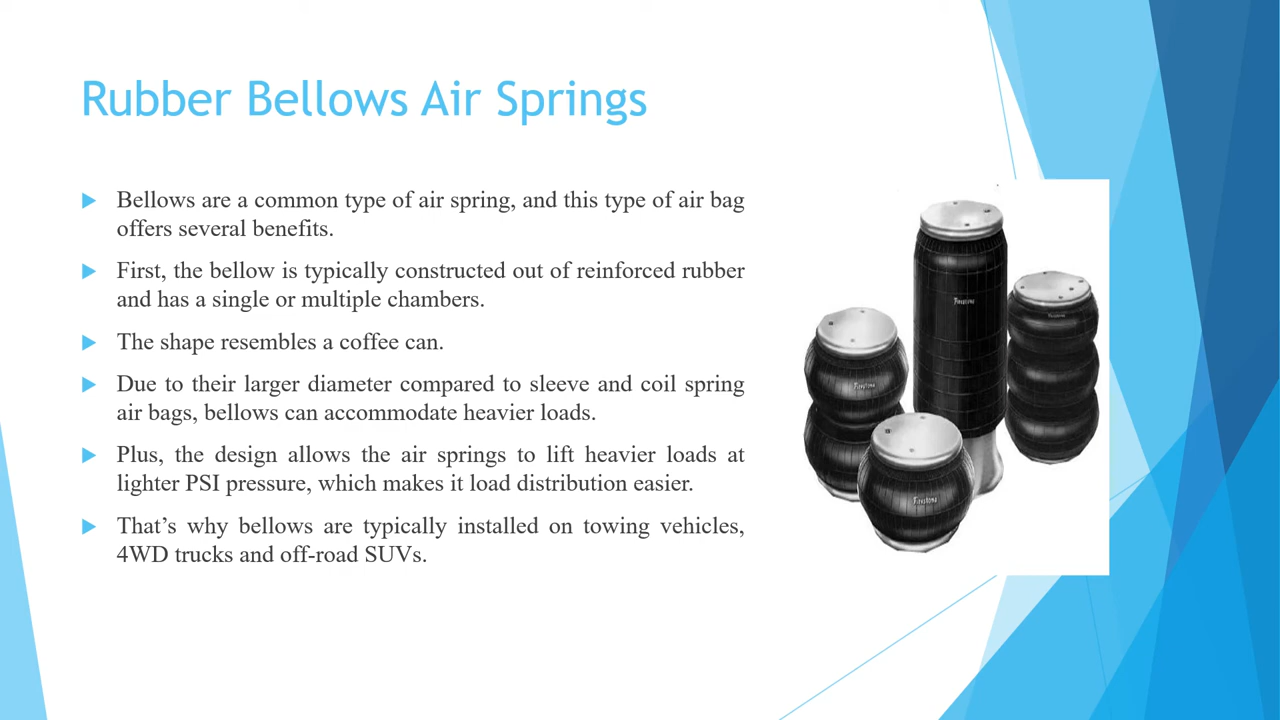 Rubber Bellows Air Springs
Bellows are a common type of air spring, and this type of air bag
offers several benefits.
First, the bellow is typically constructed out of reinforced rubber
and has a single or multiple chambers.
The shape resembles a coffee can.
Due to their larger diameter compared to sleeve and coil spring
air bags, bellows can accommodate heavier loads.
Plus, the design allows the air springs to lift heavier loads at
lighter PSI pressure, which makes it load distribution easier.
That’s why bellows are typically installed on towing vehicles,
4WD trucks and off-road SUVs.
Firestone
Firestone
Firestone
Firestone